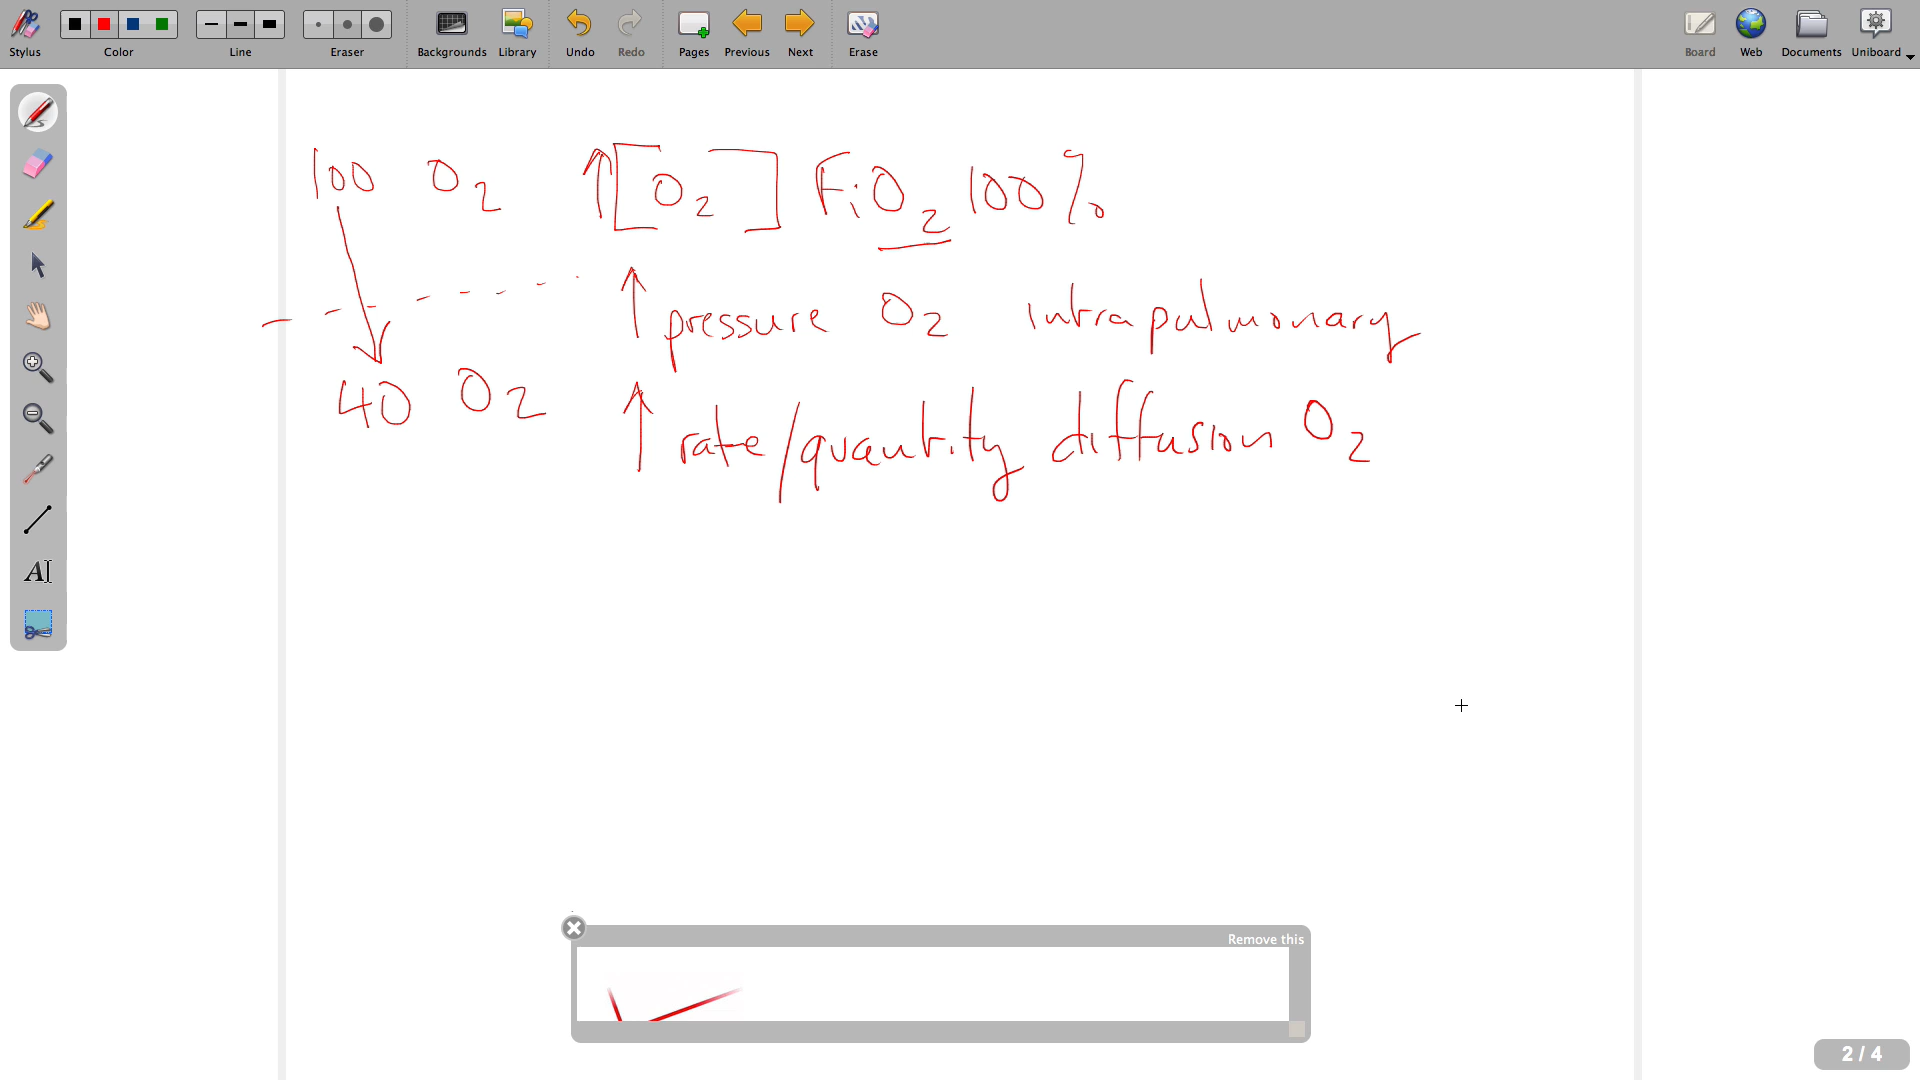 Stylus Color Line Eraser Backgrounds Library Undo Redo Pages Previous Next Erase Board Web Documents Uniboard
100 O2 ↑[O2] FiO2 100%
↑ pressure O2 intrapulmonary
40 O2 ↑ rate/quantity diffusion O2
Remove this
2 / 4